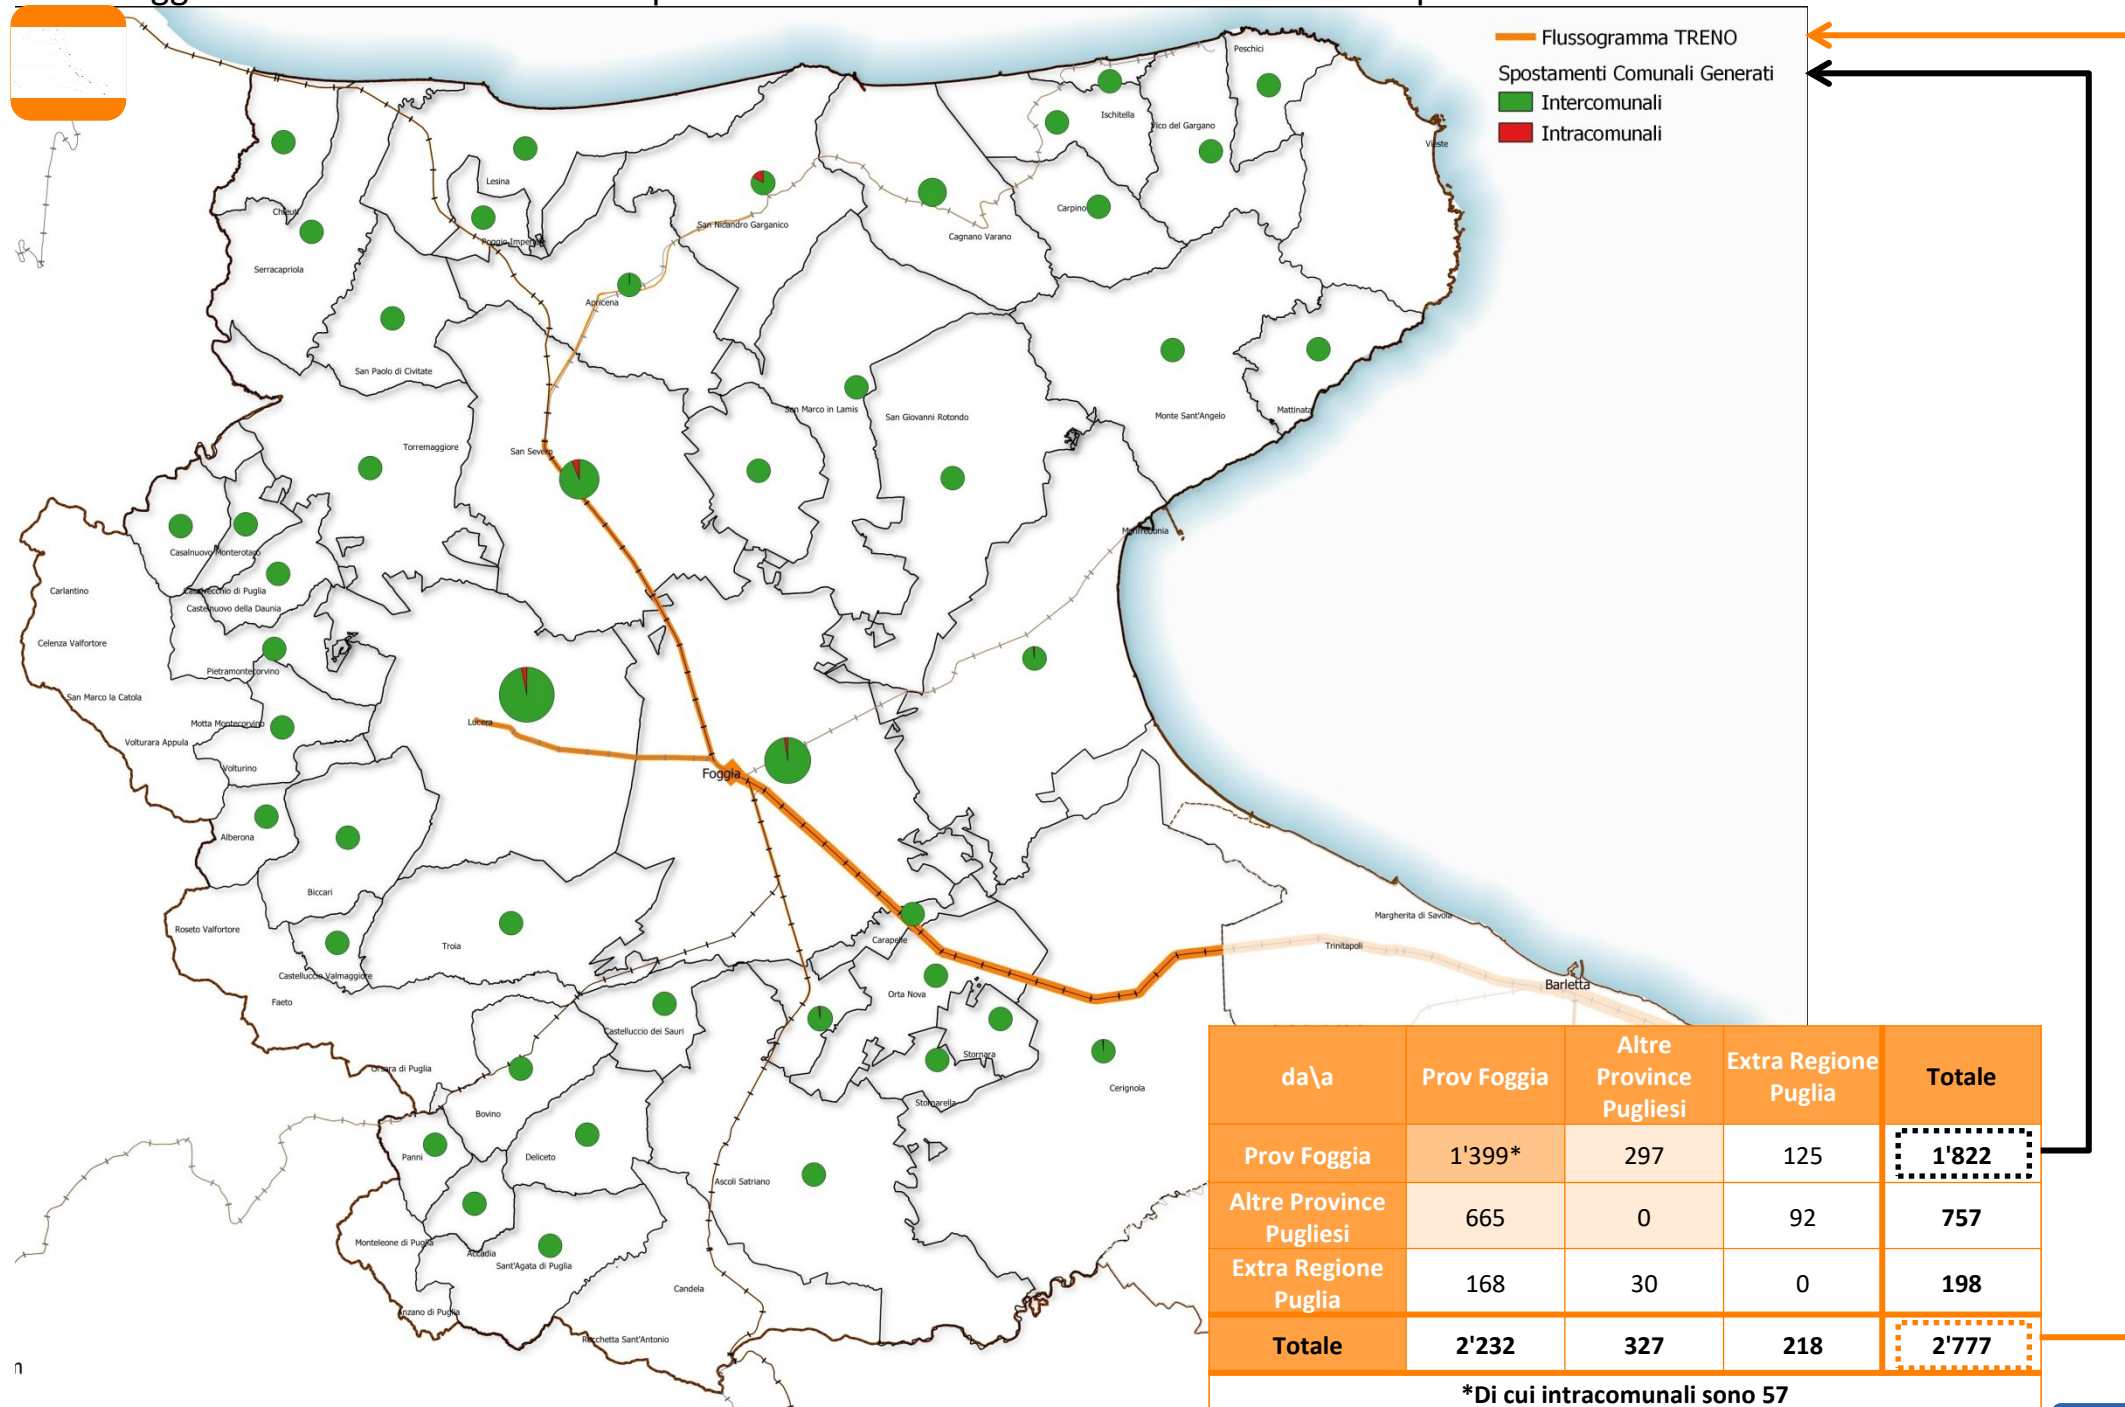 Flussogramma TRENO
Spostamenti Comunali Generati
Intercomunali
Intracomunali
Peschici
Ischitella
Vico del Gargano
Vieste
Lesina
Chieuti
Poggio Imperiale
San Nicandro Garganico
Carpino
Cagnano Varano
Serracapriola
Apricena
San Paolo di Civitate
San Marco in Lamis
San Giovanni Rotondo
Monte Sant'Angelo
Mattinata
Torremaggiore
San Severo
Manfredonia
Casalnuovo Monterotaro
Carlantino
Casalvecchio di Puglia
Castelnuovo della Daunia
Celenza Valfortore
Pietramontecorvino
San Marco la Catola
Motta Montecorvino
Lucera
Volturara Appula
Volturino
Foggia
Alberona
Biccari
Margherita di Savoia
Roseto Valfortore
Troia
Carapelle
Trinitapoli
Castelluccio Valmaggiore
Barletta
Orta Nova
Faeto
Castelluccio dei Sauri
Stornara
Orsara di Puglia
Cerignola
Stornarella
Bovino
Panni
Deliceto
Ascoli Satriano
Monteleone di Puglia
Accadia
Sant'Agata di Puglia
Candela
Anzano di Puglia
Rocchetta Sant'Antonio
da\a Prov Foggia Altre Province Pugliesi Extra Regione Puglia Totale
Prov Foggia 1'399* 297 125 1'822
Altre Province Pugliesi 665 0 92 757
Extra Regione Puglia 168 30 0 198
Totale 2'232 327 218 2'777
*Di cui intracomunali sono 57